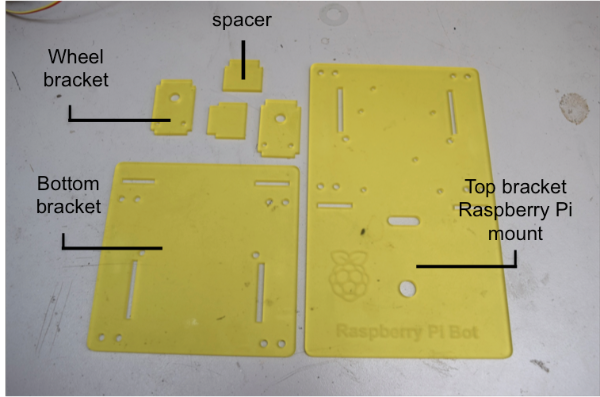 spacer
Wheel
bracket
Bottom
bracket
Top bracket
Raspberry Pi
mount
Raspberry Pi Bot